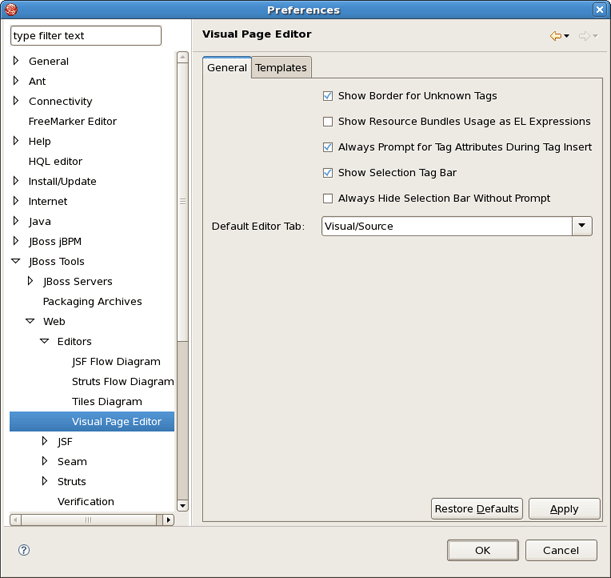 Preferences
type filter text
General
Ant
Connectivity
FreeMarker Editor
Help
HQL editor
Install/Update
Internet
Java
JBoss jBPM
JBoss Tools
JBoss Servers
Packaging Archives
Web
Editors
JSF Flow Diagram
Struts Flow Diagram
Tiles Diagram
Visual Page Editor
JSF
Seam
Struts
Verification
Visual Page Editor
General
Templates
Show Border for Unknown Tags
Show Resource Bundles Usage as EL Expressions
Always Prompt for Tag Attributes During Tag Insert
Show Selection Tag Bar
Always Hide Selection Bar Without Prompt
Default Editor Tab: Visual/Source
Restore Defaults
Apply
?
OK
Cancel